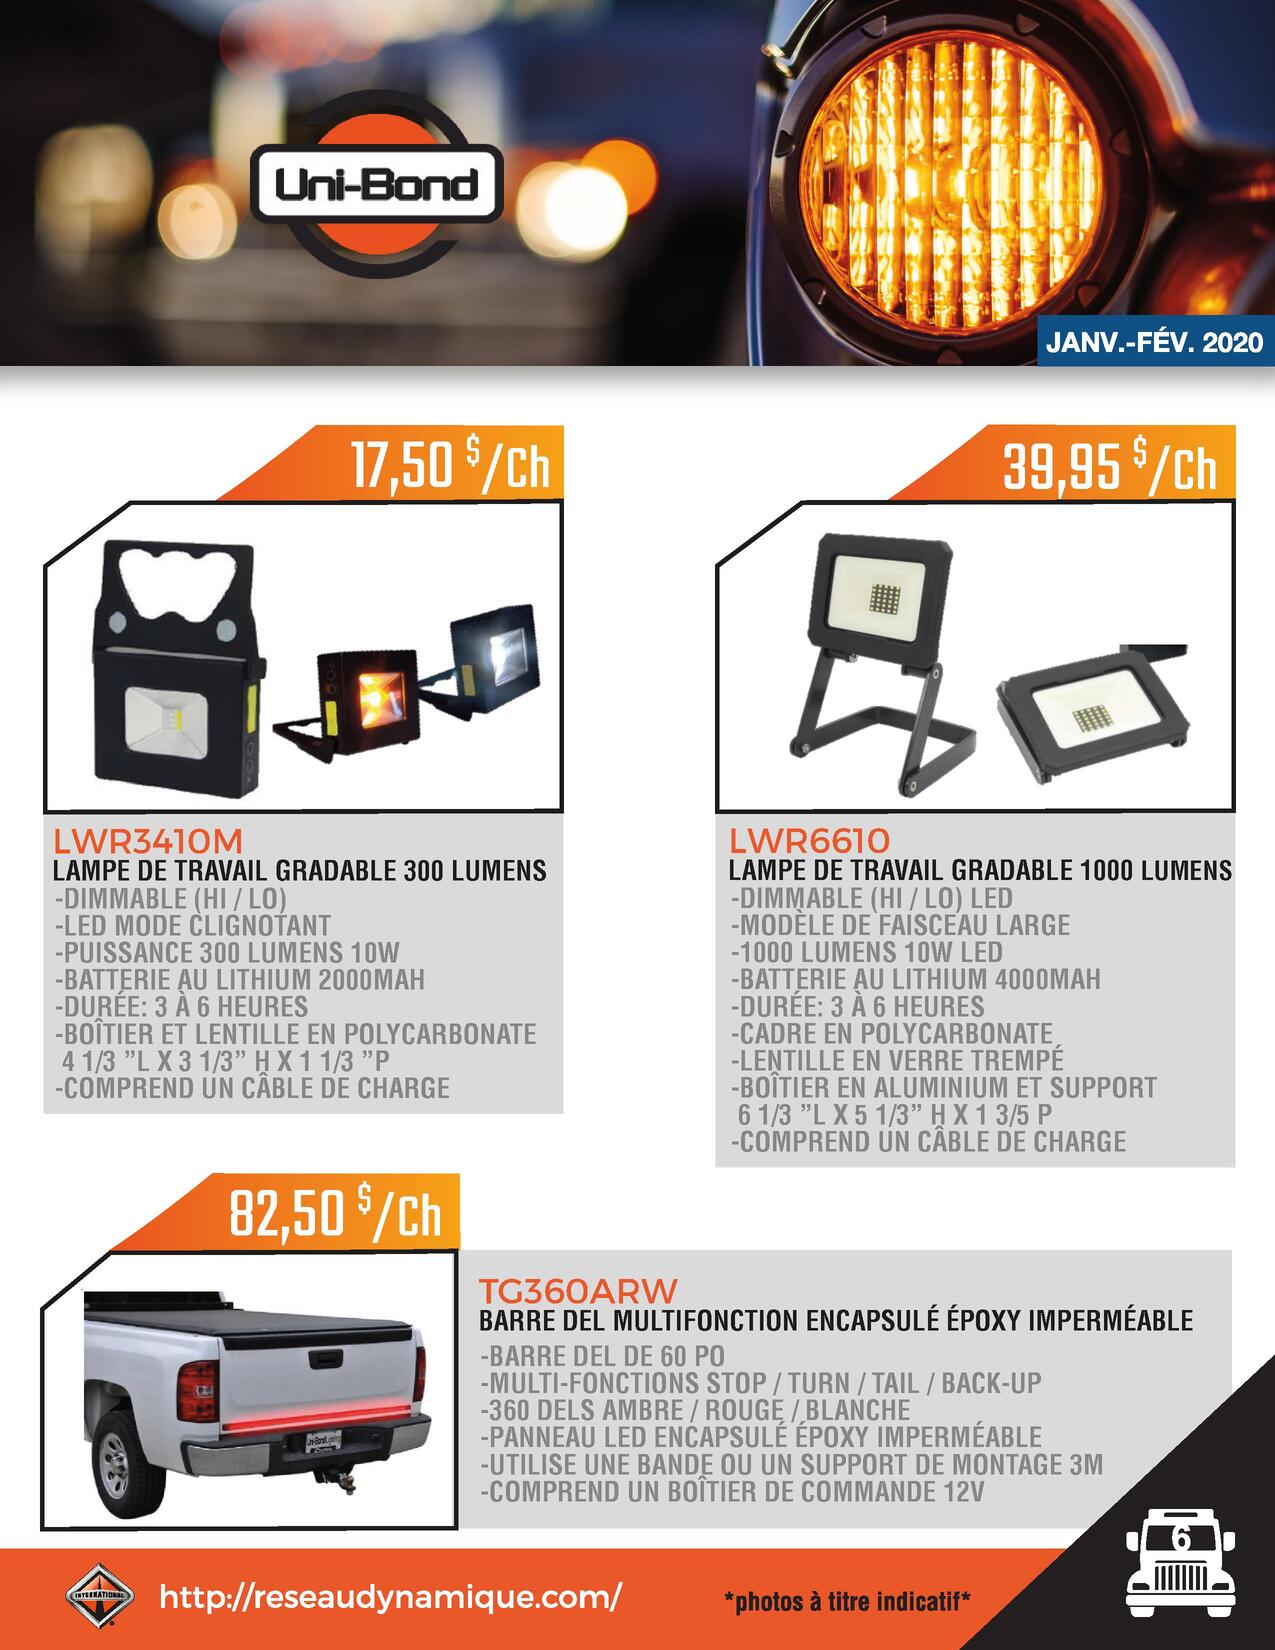 Uni-Bond
JANV.-FÉV. 2020
17,50 $/Ch
LWR3410M
LAMPE DE TRAVAIL GRADABLE 300 LUMENS
-DIMMABLE (HI / LO)
-LED MODE CLIGNOTANT
-PUISSANCE 300 LUMENS 10W
-BATTERIE AU LITHIUM 2000MAH
-DURÉE: 3 À 6 HEURES
-BOÎTIER ET LENTILLE EN POLYCARBONATE
4 1/3 ”L X 3 1/3” H X 1 1/3 ”P
-COMPREND UN CÂBLE DE CHARGE
39,95 $/Ch
LWR6610
LAMPE DE TRAVAIL GRADABLE 1000 LUMENS
-DIMMABLE (HI / LO) LED
-MODÈLE DE FAISCEAU LARGE
-1000 LUMENS 10W LED
-BATTERIE AU LITHIUM 4000MAH
-DURÉE: 3 À 6 HEURES
-CADRE EN POLYCARBONATE
-LENTILLE EN VERRE TREMPÉ
-BOÎTIER EN ALUMINIUM ET SUPPORT
6 1/3 ”L X 5 1/3” H X 1 3/5 P
-COMPREND UN CÂBLE DE CHARGE
82,50 $/Ch
TG360ARW
BARRE DEL MULTIFONCTION ENCAPSULÉ ÉPOXY IMPERMÉABLE
-BARRE DEL DE 60 PO
-MULTI-FONCTIONS STOP / TURN / TAIL / BACK-UP
-360 DELS AMBRE / ROUGE / BLANCHE
-PANNEAU LED ENCAPSULÉ ÉPOXY IMPERMÉABLE
-UTILISE UNE BANDE OU UN SUPPORT DE MONTAGE 3M
-COMPREND UN BOÎTIER DE COMMANDE 12V
INTERNATIONAL
http://reseaudynamique.com/
*photos à titre indicatif*
6